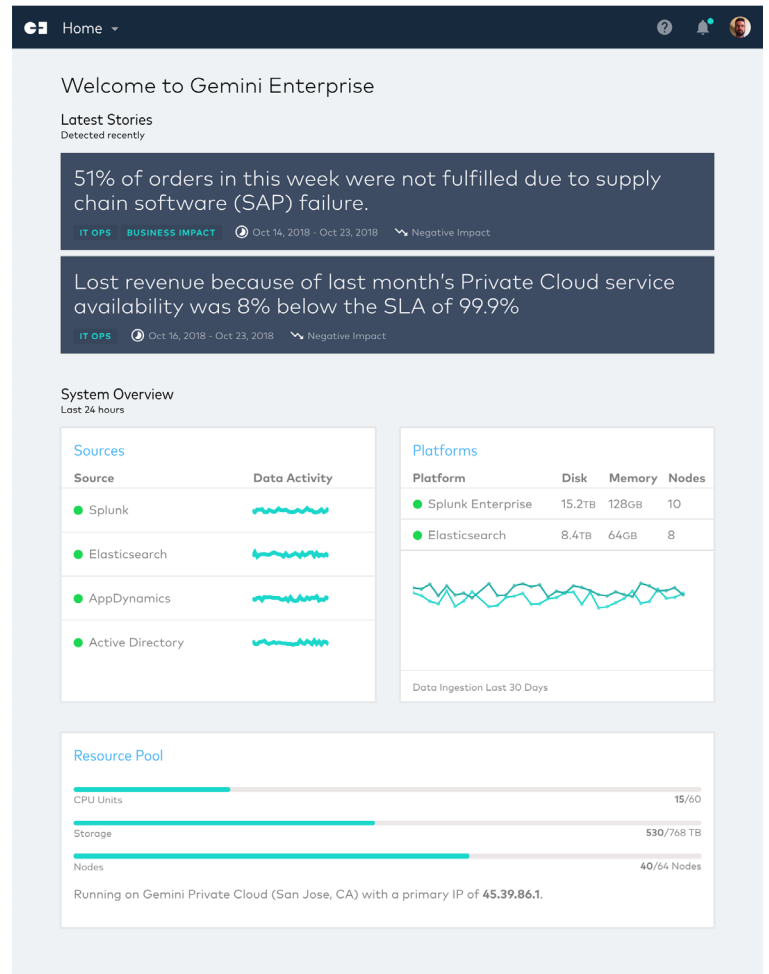 Home
Welcome to Gemini Enterprise
Latest Stories
Detected recently
51% of orders in this week were not fulfilled due to supply
chain software (SAP) failure.
IT OPS BUSINESS IMPACT Oct 14, 2018 - Oct 23, 2018 Negative Impact
Lost revenue because of last month's Private Cloud service
availability was 8% below the SLA of 99.9%
IT OPS Oct 16, 2018 - Oct 23, 2018 Negative Impact
System Overview
Last 24 hours
Sources
Source Data Activity
Splunk
Elasticsearch
AppDynamics
Active Directory
Platforms
Platform Disk Memory Nodes
Splunk Enterprise 15.2TB 128GB 10
Elasticsearch 8.4TB 64GB 8
Data Ingestion Last 30 Days
Resource Pool
CPU Units 15/60
Storage 530/768 TB
Nodes 40/64 Nodes
Running on Gemini Private Cloud (San Jose, CA) with a primary IP of 45.39.86.1.